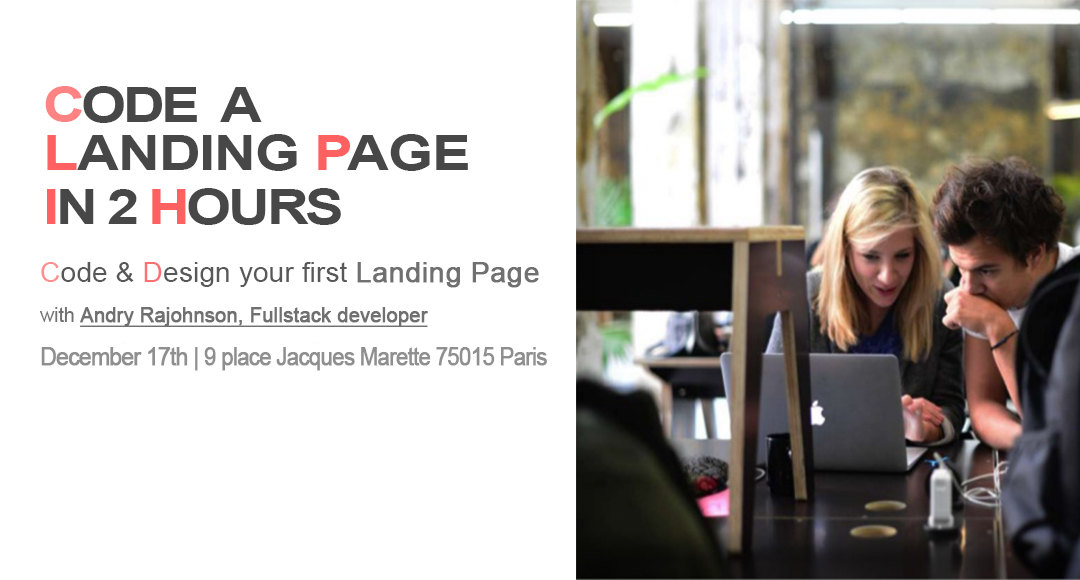 CODE A
LANDING PAGE
IN 2 HOURS
Code & Design your first Landing Page
with Andry Rajohnson, Fullstack developer
December 17th | 9 place Jacques Marette 75015 Paris